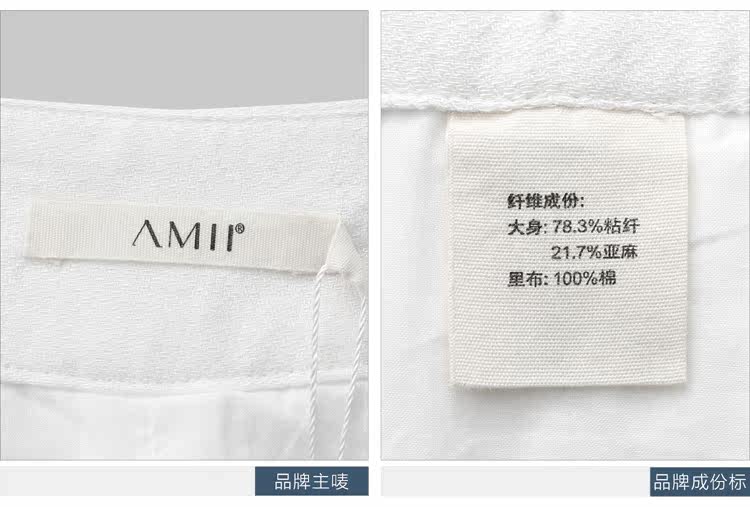 AMII®
纤维成份:
大身: 78.3%粘纤
21.7%亚麻
里布: 100%棉
品牌主唛
品牌成份标